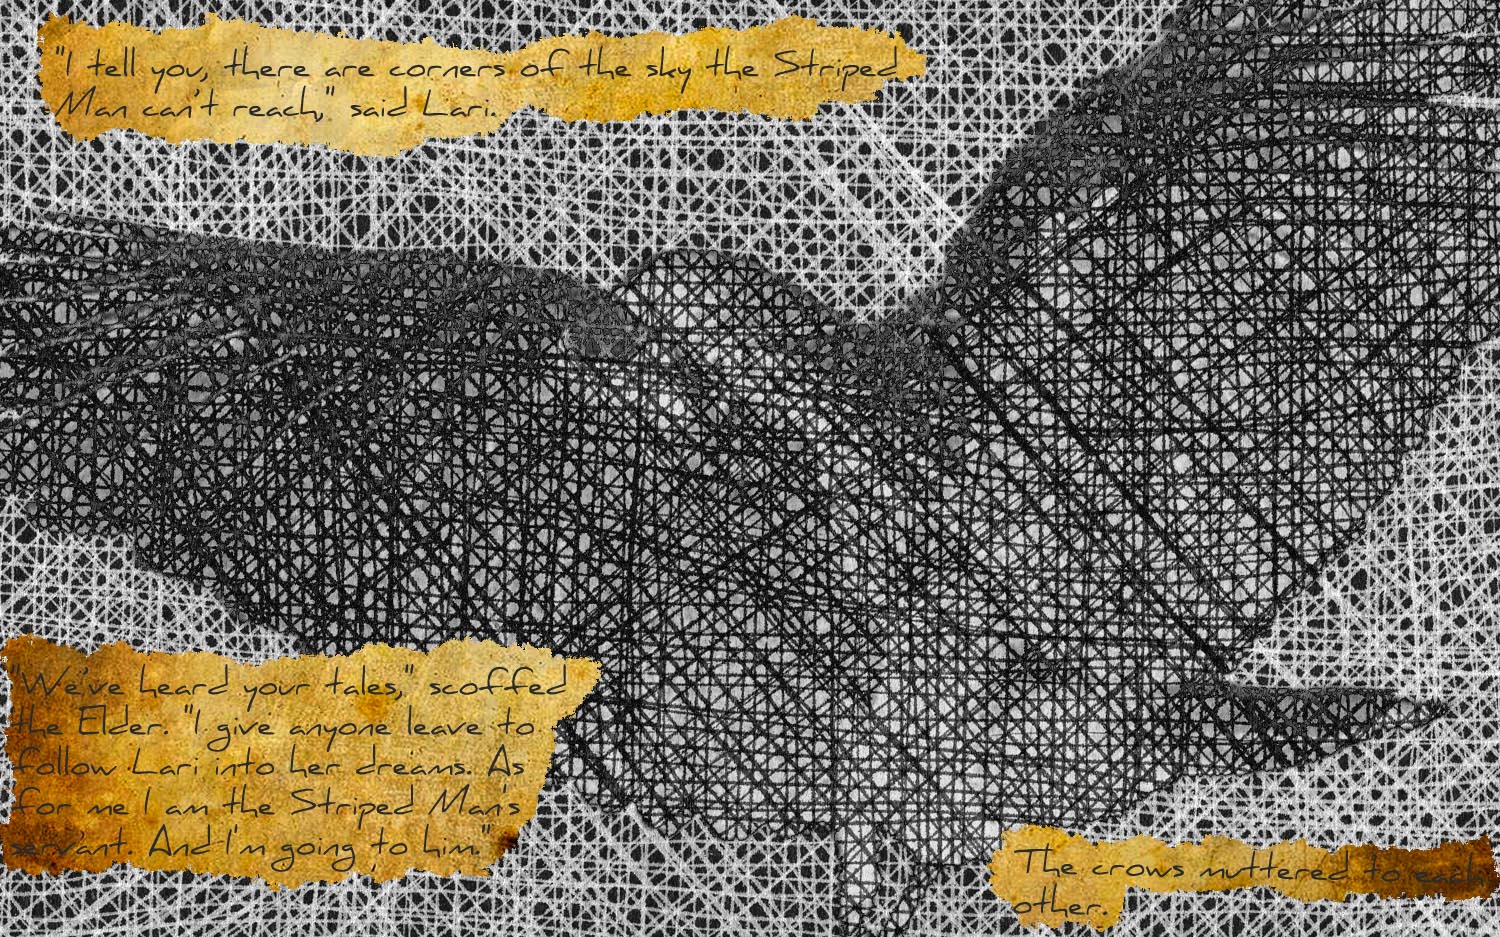 "I tell you, there are corners of the sky the Striped
Man can't reach," said Lari.
"We've heard your tales," scoffed
the Elder. "I give anyone leave to
follow Lari into her dreams. As
for me I am the Striped Man's
servant. And I'm going to him."
The crows muttered to each
other.